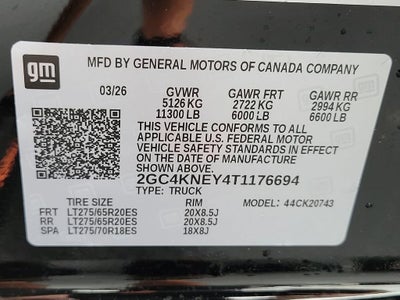 gm
MFD BY GENERAL MOTORS OF CANADA COMPANY
03/26 GVWR GAWR FRT GAWR RR
5126 KG 2722 KG 2994 KG
11300 LB 6000 LB 6600 LB
THIS VEHICLE CONFORMS TO ALL
APPLICABLE U.S. FEDERAL MOTOR
VEHICLE SAFETY STANDARDS IN
EFFECT ON THE DATE OF MANUFACTURE
SHOWN ABOVE.
2GC4KNEY4T1176694
TYPE: TRUCK
TIRE SIZE RIM MODEL: 44CK20743
FRT LT275/65R20ES 20X8.5J
RR LT275/65R20ES 20X8.5J
SPA LT275/70R18ES 18X8J